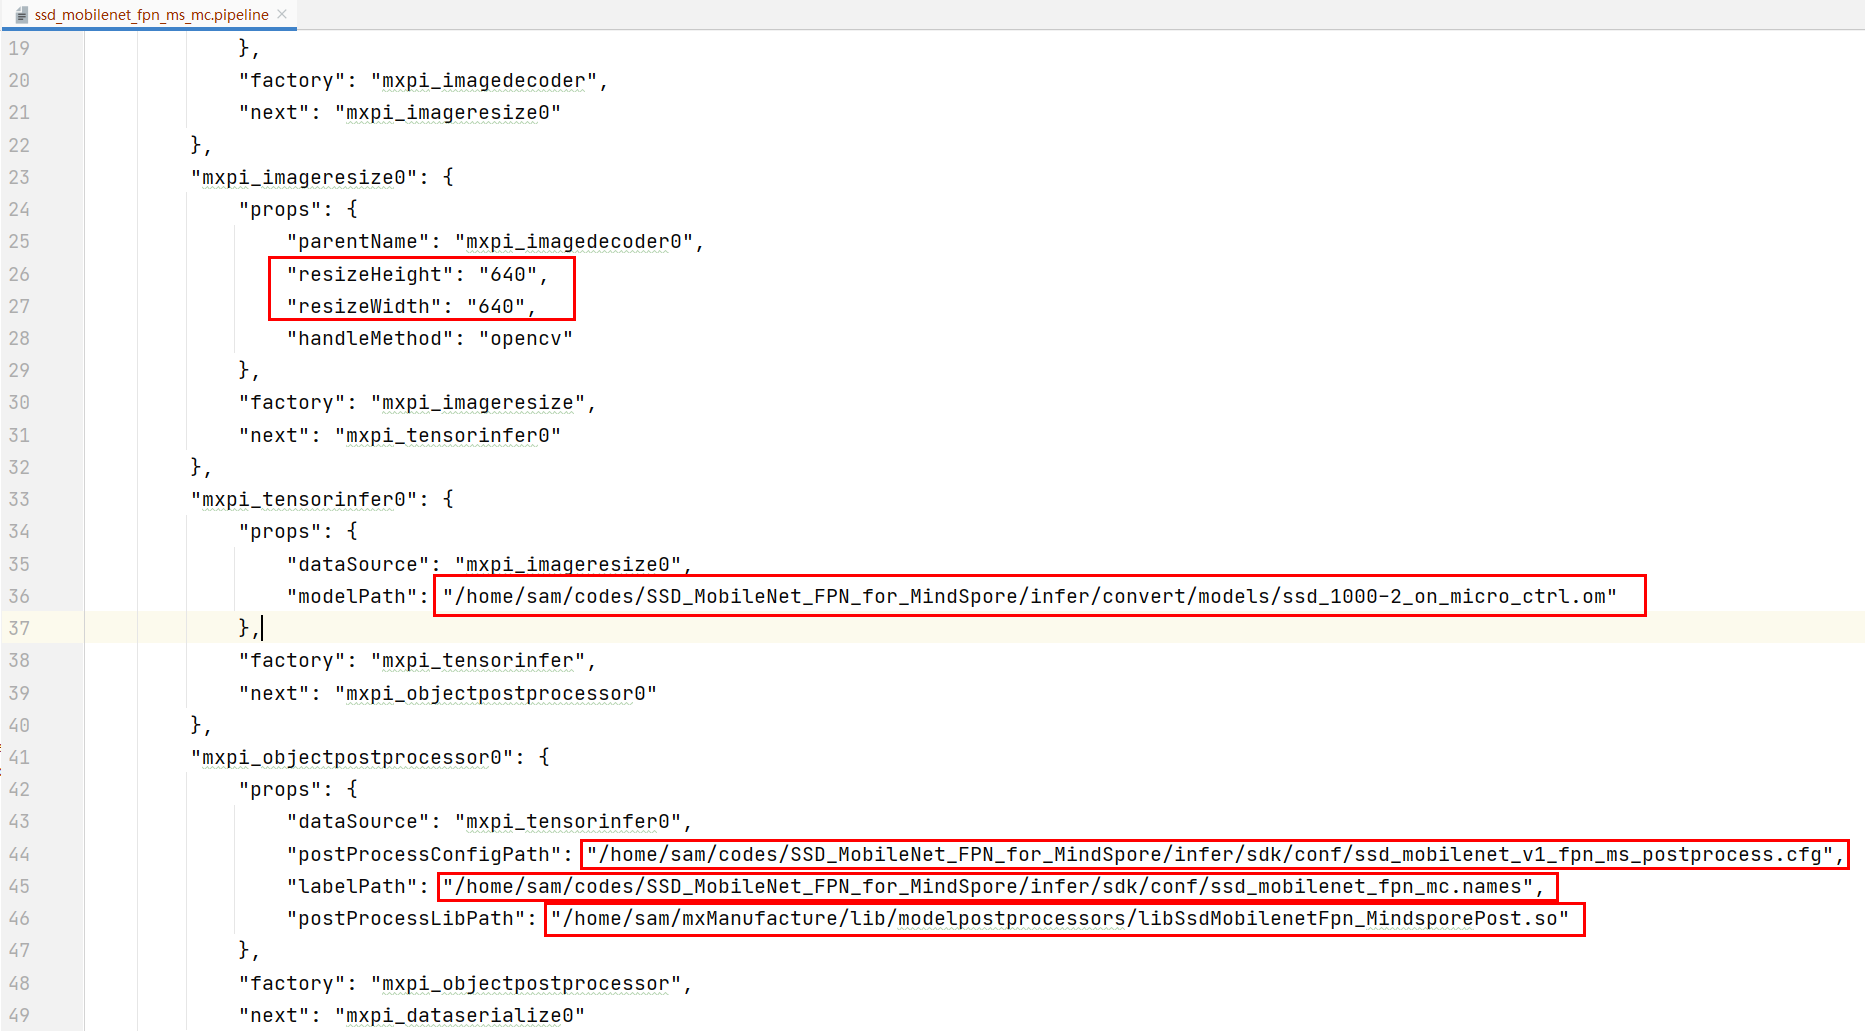 ssd_mobilenet_fpn_ms_mc.pipeline
19 },
20 "factory": "mxpi_imagedecoder",
21 "next": "mxpi_imageresize0"
22 },
23 "mxpi_imageresize0": {
24 "props": {
25 "parentName": "mxpi_imagedecoder0",
26 "resizeHeight": "640",
27 "resizeWidth": "640",
28 "handleMethod": "opencv"
29 },
30 "factory": "mxpi_imageresize",
31 "next": "mxpi_tensorinfer0"
32 },
33 "mxpi_tensorinfer0": {
34 "props": {
35 "dataSource": "mxpi_imageresize0",
36 "modelPath": "/home/sam/codes/SSD_MobileNet_FPN_for_MindSpore/infer/convert/models/ssd_1000-2_on_micro_ctrl.om"
37 },
38 "factory": "mxpi_tensorinfer",
39 "next": "mxpi_objectpostprocessor0"
40 },
41 "mxpi_objectpostprocessor0": {
42 "props": {
43 "dataSource": "mxpi_tensorinfer0",
44 "postProcessConfigPath": "/home/sam/codes/SSD_MobileNet_FPN_for_MindSpore/infer/sdk/conf/ssd_mobilenet_v1_fpn_ms_postprocess.cfg",
45 "labelPath": "/home/sam/codes/SSD_MobileNet_FPN_for_MindSpore/infer/sdk/conf/ssd_mobilenet_fpn_mc.names",
46 "postProcessLibPath": "/home/sam/mxManufacture/lib/modelpostprocessors/libSsdMobilenetFpn_MindsporePost.so"
47 },
48 "factory": "mxpi_objectpostprocessor",
49 "next": "mxpi_dataserialize0"